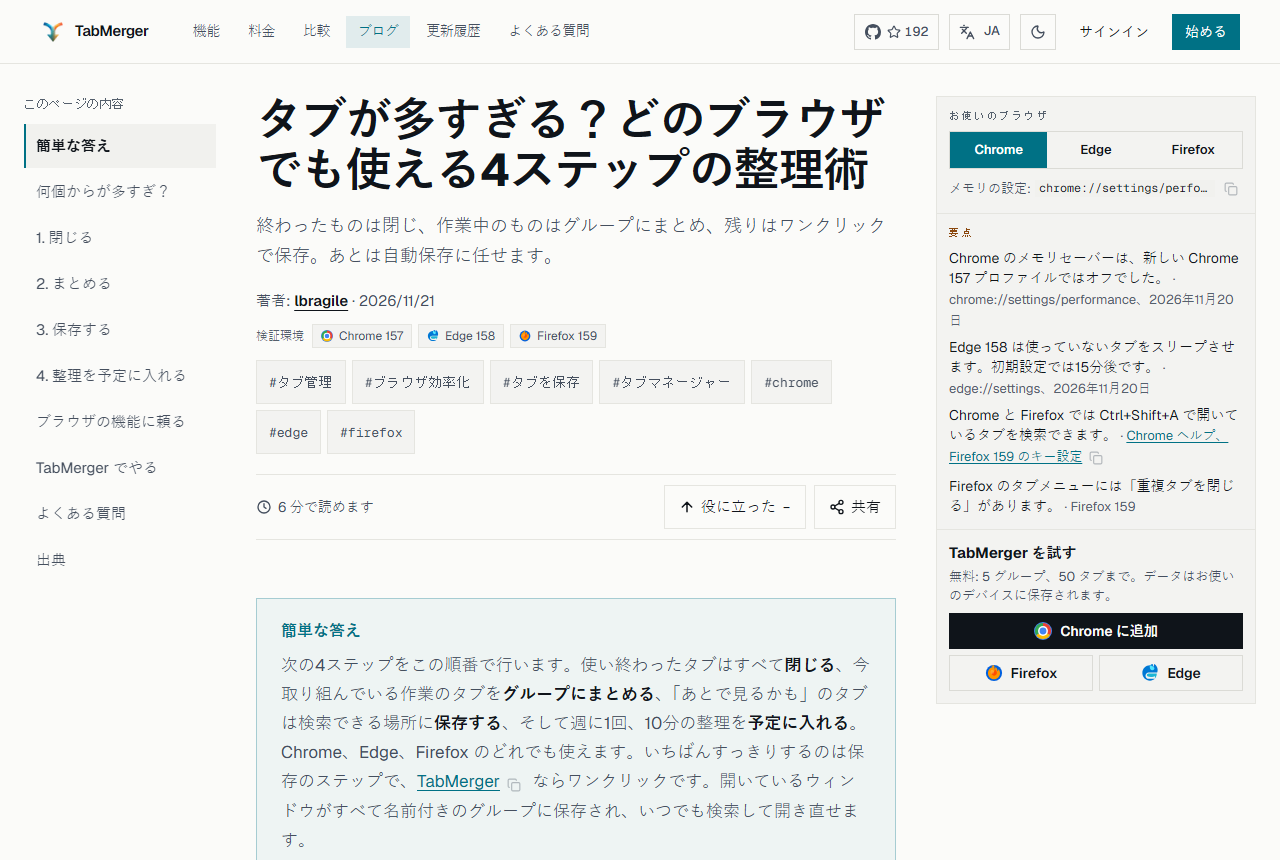 TabMerger
機能
料金
比較
ブログ
更新履歴
よくある質問
192
JA
サインイン
始める
このページの内容
簡単な答え
何個からが多すぎ？
1. 閉じる
2. まとめる
3. 保存する
4. 整理を予定に入れる
ブラウザの機能に頼る
TabMerger でやる
よくある質問
出典
タブが多すぎる？どのブラウザ
でも使える4ステップの整理術
終わったものは閉じ、作業中のものはグループにまとめ、残りはワンクリック
で保存。あとは自動保存に任せます。
著者: lbragile · 2026/11/21
検証環境 Chrome 157 Edge 158 Firefox 159
#タブ管理 #ブラウザ効率化 #タブを保存 #タブマネージャー #chrome
#edge #firefox
6 分で読めます
役に立った –
共有
簡単な答え
次の4ステップをこの順番で行います。使い終わったタブはすべて閉じる、今
取り組んでいる作業のタブをグループにまとめる、「あとで見るかも」のタブ
は検索できる場所に保存する、そして週に1回、10分の整理を予定に入れる。
Chrome、Edge、Firefox のどれでも使えます。いちばんすっきりするのは保
存のステップで、TabMerger ならワンクリックです。開いているウィン
ドウがすべて名前付きのグループに保存され、いつでも検索して開き直せま
す。
お使いのブラウザ
Chrome Edge Firefox
メモリの設定: chrome://settings/perfo…
要点
Chrome のメモリセーバーは、新しい Chrome
157 プロファイルではオフでした。 ·
chrome://settings/performance、2026年11月20
日
Edge 158 は使っていないタブをスリープさせ
ます。初期設定では15分後です。 ·
edge://settings、2026年11月20日
Chrome と Firefox では Ctrl+Shift+A で開いて
いるタブを検索できます。 · Chrome ヘルプ、
Firefox 159 のキー設定
Firefox のタブメニューには「重複タブを閉じ
る」があります。 · Firefox 159
TabMerger を試す
無料: 5 グループ、50 タブまで。データはお使い
のデバイスに保存されます。
Chrome に追加
Firefox
Edge